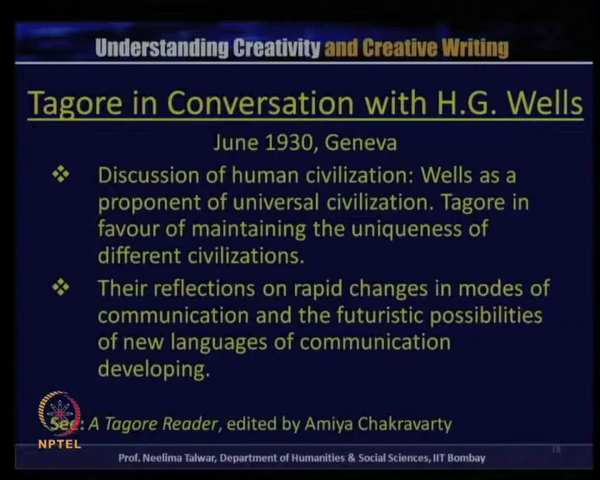 Understanding Creativity and Creative Writing
Tagore in Conversation with H.G. Wells
June 1930, Geneva
Discussion of human civilization: Wells as a
proponent of universal civilization. Tagore in
favour of maintaining the uniqueness of
different civilizations.
Their reflections on rapid changes in modes of
communication and the futuristic possibilities
of new languages of communication
developing.
See: A Tagore Reader, edited by Amiya Chakravarty
NPTEL
Prof. Neelima Talwar, Department of Humanities & Social Sciences, IIT Bombay
18